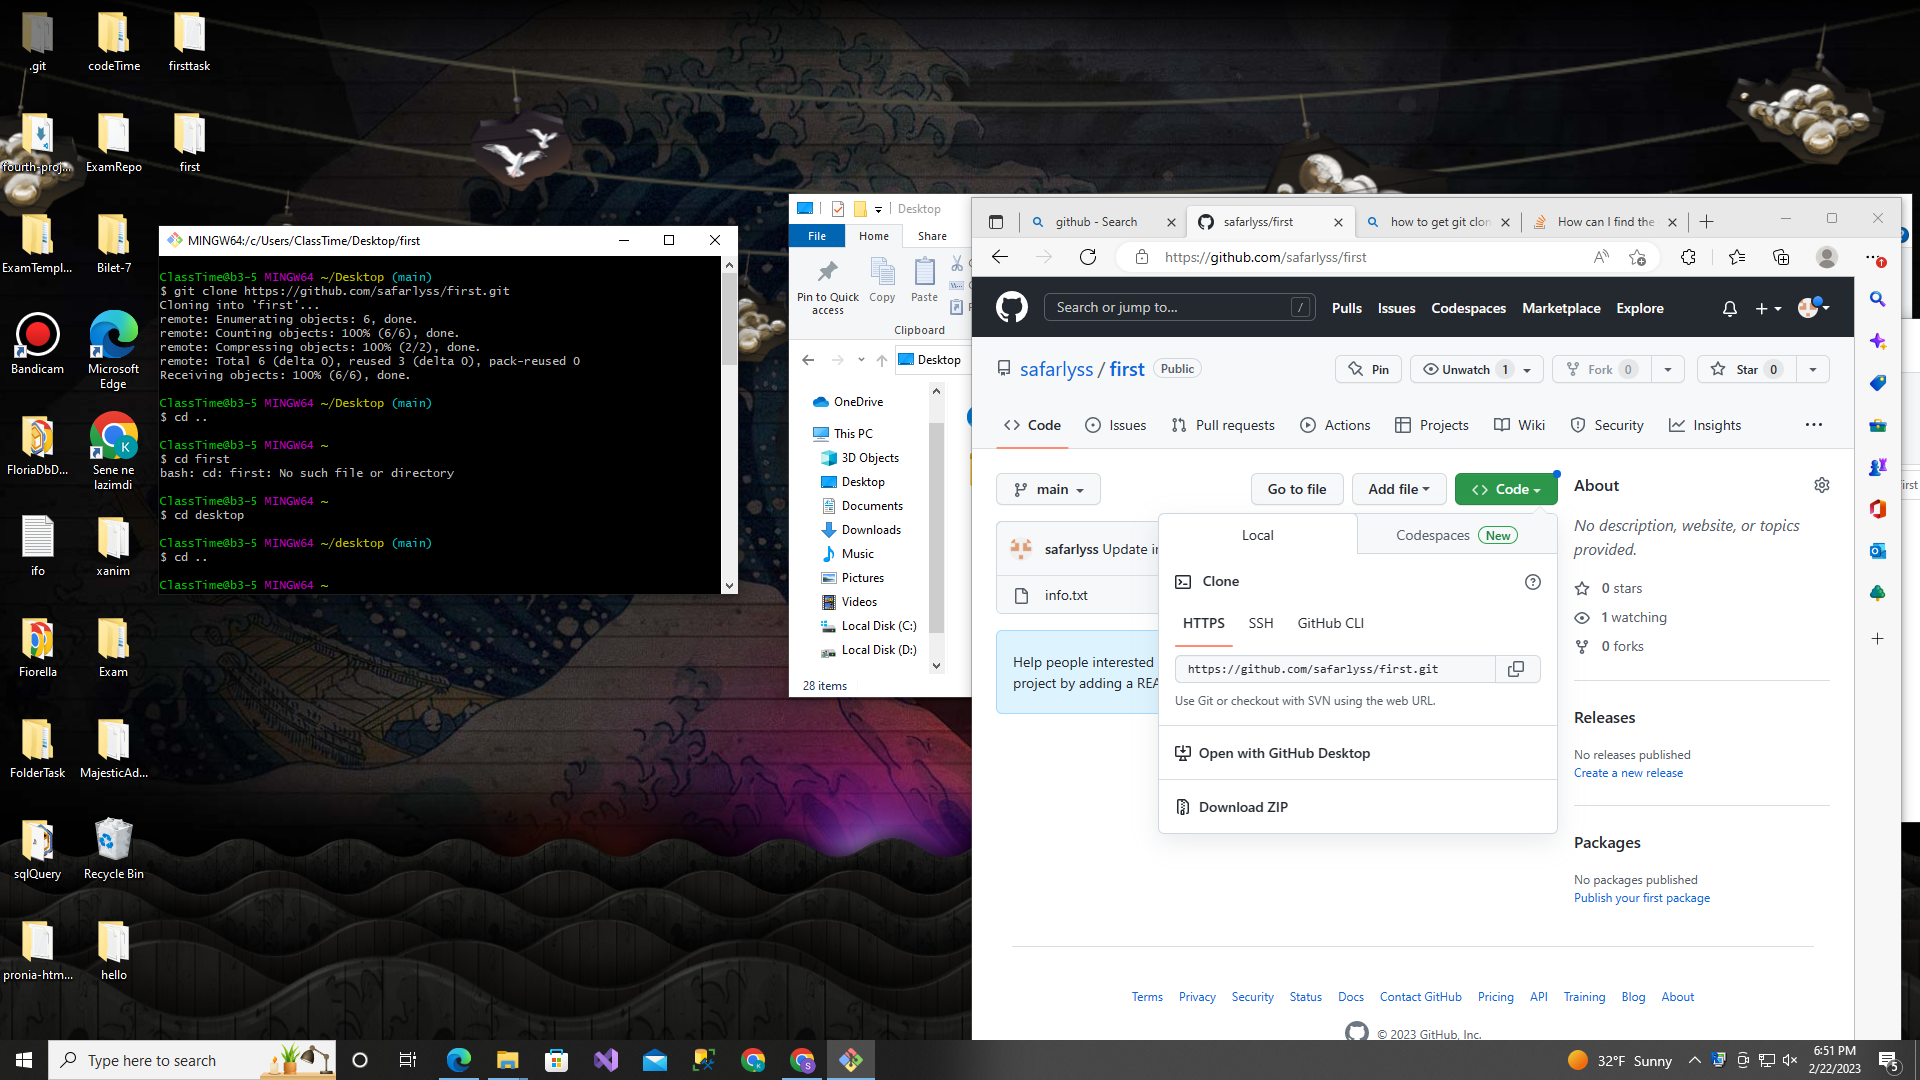 .git
codeTime
firsttask
fourth-proj...
ExamRepo
first
ExamTempl...
Bilet-7
Bandicam
Microsoft
Edge
FloriaDbD...
Sene ne
lazimdi
ifo
xanim
Fiorella
Exam
FolderTask
MajesticAd...
sqlQuery
Recycle Bin
pronia-htm...
hello
MINGW64:/c/Users/ClassTime/Desktop/first
ClassTime@b3-5 MINGW64 ~/Desktop (main)
$ git clone https://github.com/safarlyss/first.git
Cloning into 'first'...
remote: Enumerating objects: 6, done.
remote: Counting objects: 100% (6/6), done.
remote: Compressing objects: 100% (2/2), done.
remote: Total 6 (delta 0), reused 3 (delta 0), pack-reused 0
Receiving objects: 100% (6/6), done.
ClassTime@b3-5 MINGW64 ~/Desktop (main)
$ cd ..
ClassTime@b3-5 MINGW64 ~
$ cd first
bash: cd: first: No such file or directory
ClassTime@b3-5 MINGW64 ~
$ cd desktop
ClassTime@b3-5 MINGW64 ~/desktop (main)
$ cd ..
ClassTime@b3-5 MINGW64 ~
Desktop
File Home Share
Pin to Quick
access
Copy
Paste
Clipboard
Desktop
OneDrive
This PC
3D Objects
Desktop
Documents
Downloads
Music
Pictures
Videos
Local Disk (C:)
Local Disk (D:)
28 items
github - Search
safarlyss/first
how to get git clon
How can I find the
https://github.com/safarlyss/first
Search or jump to...
/
Pulls Issues Codespaces Marketplace Explore
safarlyss / first Public
Pin
Unwatch 1
Fork 0
Star 0
Code Issues Pull requests Actions Projects Wiki Security Insights
main
Go to file
Add file
Code
safarlyss Update in
info.txt
Help people interested
project by adding a REA
Local
Codespaces New
Clone
HTTPS SSH GitHub CLI
https://github.com/safarlyss/first.git
Use Git or checkout with SVN using the web URL.
Open with GitHub Desktop
Download ZIP
About
No description, website, or topics
provided.
0 stars
1 watching
0 forks
Releases
No releases published
Create a new release
Packages
No packages published
Publish your first package
Terms Privacy Security Status Docs Contact GitHub Pricing API Training Blog About
© 2023 GitHub, Inc.
irst
Type here to search
32°F Sunny
6:51 PM
2/22/2023
5